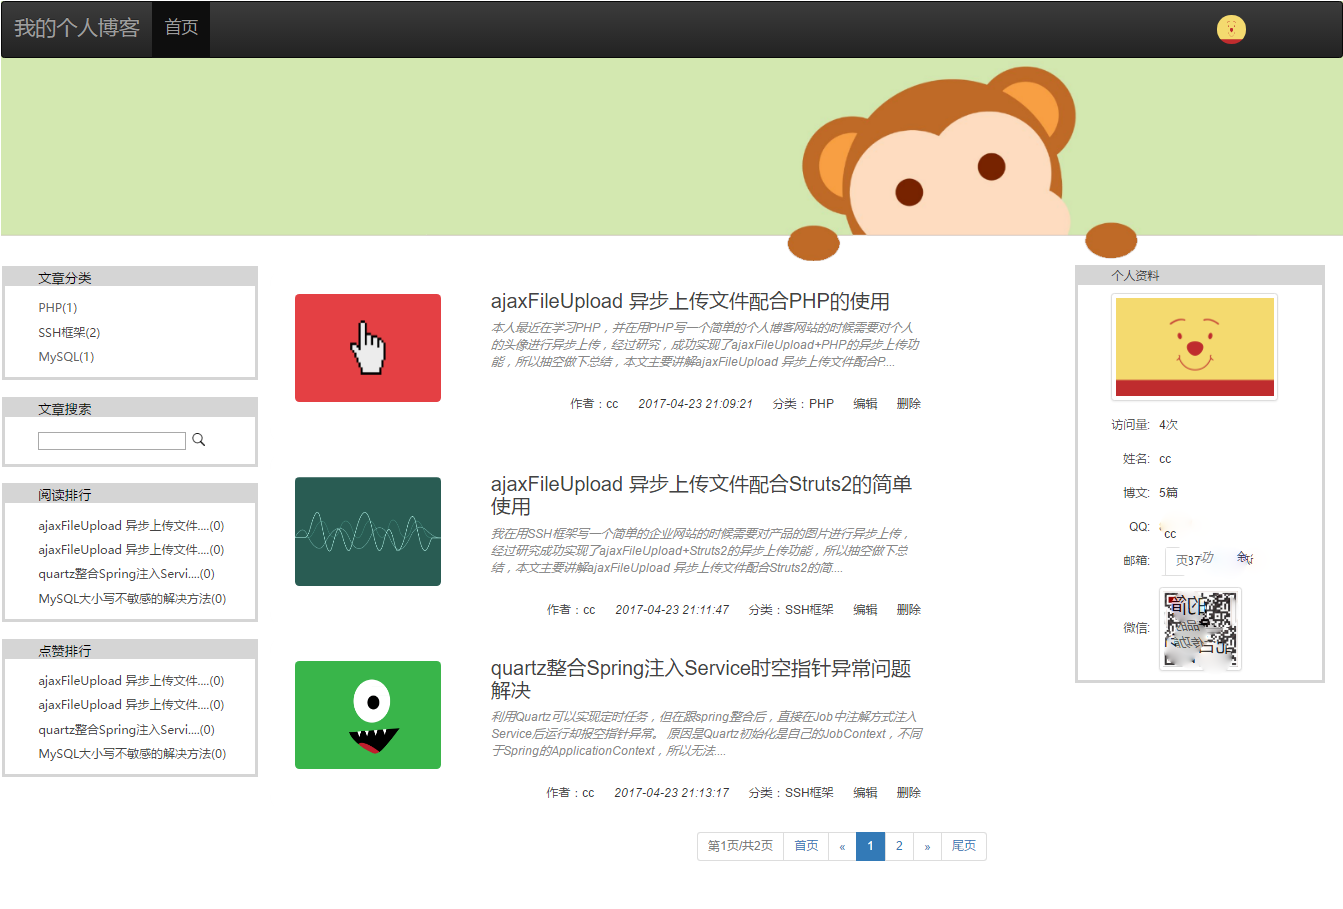 我的个人博客 首页
文章分类
PHP(1)
SSH框架(2)
MySQL(1)
文章搜索
阅读排行
ajaxFileUpload 异步上传文件....(0)
ajaxFileUpload 异步上传文件....(0)
quartz整合Spring注入Servi....(0)
MySQL大小写不敏感的解决方法(0)
点赞排行
ajaxFileUpload 异步上传文件....(0)
ajaxFileUpload 异步上传文件....(0)
quartz整合Spring注入Servi....(0)
MySQL大小写不敏感的解决方法(0)
ajaxFileUpload 异步上传文件配合PHP的使用
本人最近在学习PHP，并在用PHP写一个简单的个人博客网站的时候需要对个人
的头像进行异步上传，经过研究，成功实现了ajaxFileUpload+PHP的异步上传功
能，所以抽空做下总结，本文主要讲解ajaxFileUpload 异步上传文件配合P....
作者：cc 2017-04-23 21:09:21 分类：PHP 编辑 删除
ajaxFileUpload 异步上传文件配合Struts2的简单
使用
我在用SSH框架写一个简单的企业网站的时候需要对产品的图片进行异步上传，
经过研究成功实现了ajaxFileUpload+Struts2的异步上传功能，所以抽空做下总
结，本文主要讲解ajaxFileUpload 异步上传文件配合Struts2的简....
作者：cc 2017-04-23 21:11:47 分类：SSH框架 编辑 删除
quartz整合Spring注入Service时空指针异常问题
解决
利用Quartz可以实现定时任务，但在跟spring整合后，直接在Job中注解方式注入
Service后运行却报空指针异常。 原因是Quartz初始化是自己的JobContext，不同
于Spring的ApplicationContext，所以无法....
作者：cc 2017-04-23 21:13:17 分类：SSH框架 编辑 删除
第1页/共2页 首页 « 1 2 » 尾页
个人资料
访问量: 4次
姓名: cc
博文: 5篇
QQ: cc
邮箱:
微信: